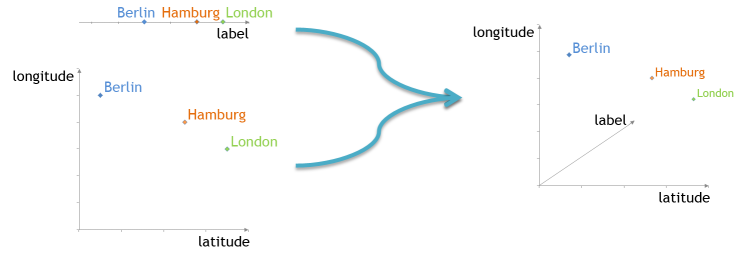 Berlin Hamburg London
label
longitude
Berlin
Hamburg
London
latitude
longitude
Berlin
Hamburg
London
label
latitude